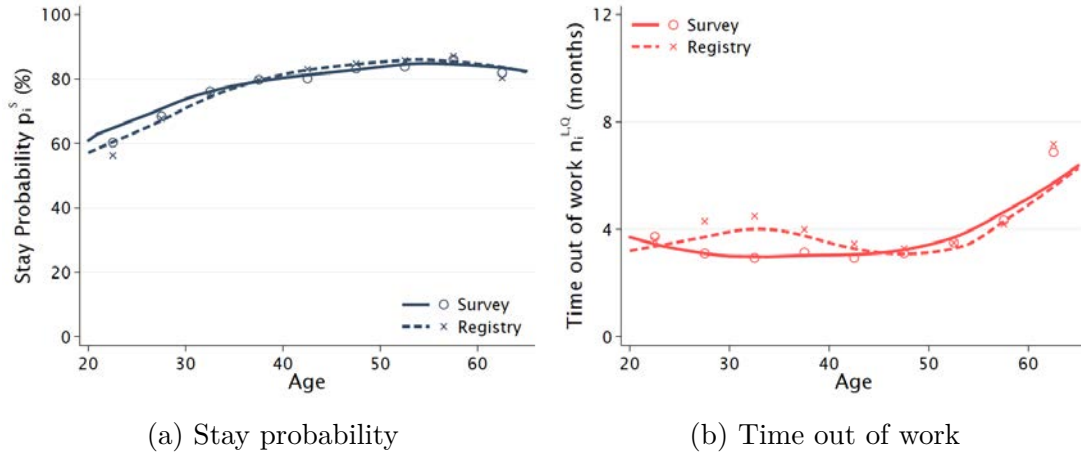 100
80
60
40
20
0
Stay Probability p_i^S (%)
Survey
Registry
20 30 40 50 60
Age
(a) Stay probability
12
8
4
0
Time out of work n_i^{L,Q} (months)
Survey
Registry
20 30 40 50 60
Age
(b) Time out of work